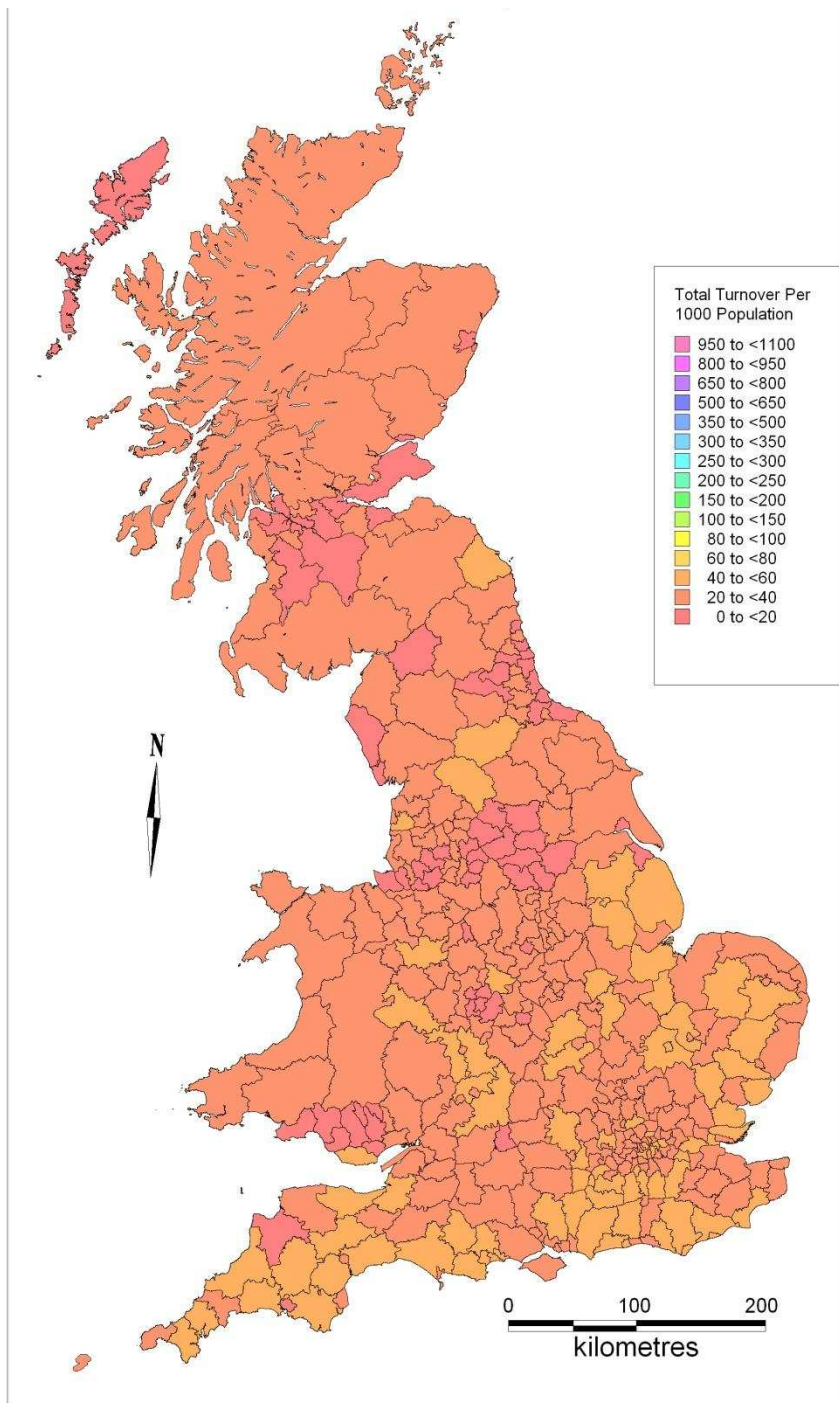 Total Turnover Per
1000 Population
950 to <1100
800 to <950
650 to <800
500 to <650
350 to <500
300 to <350
250 to <300
200 to <250
150 to <200
100 to <150
80 to <100
60 to <80
40 to <60
20 to <40
0 to <20
N
0 100 200
kilometres